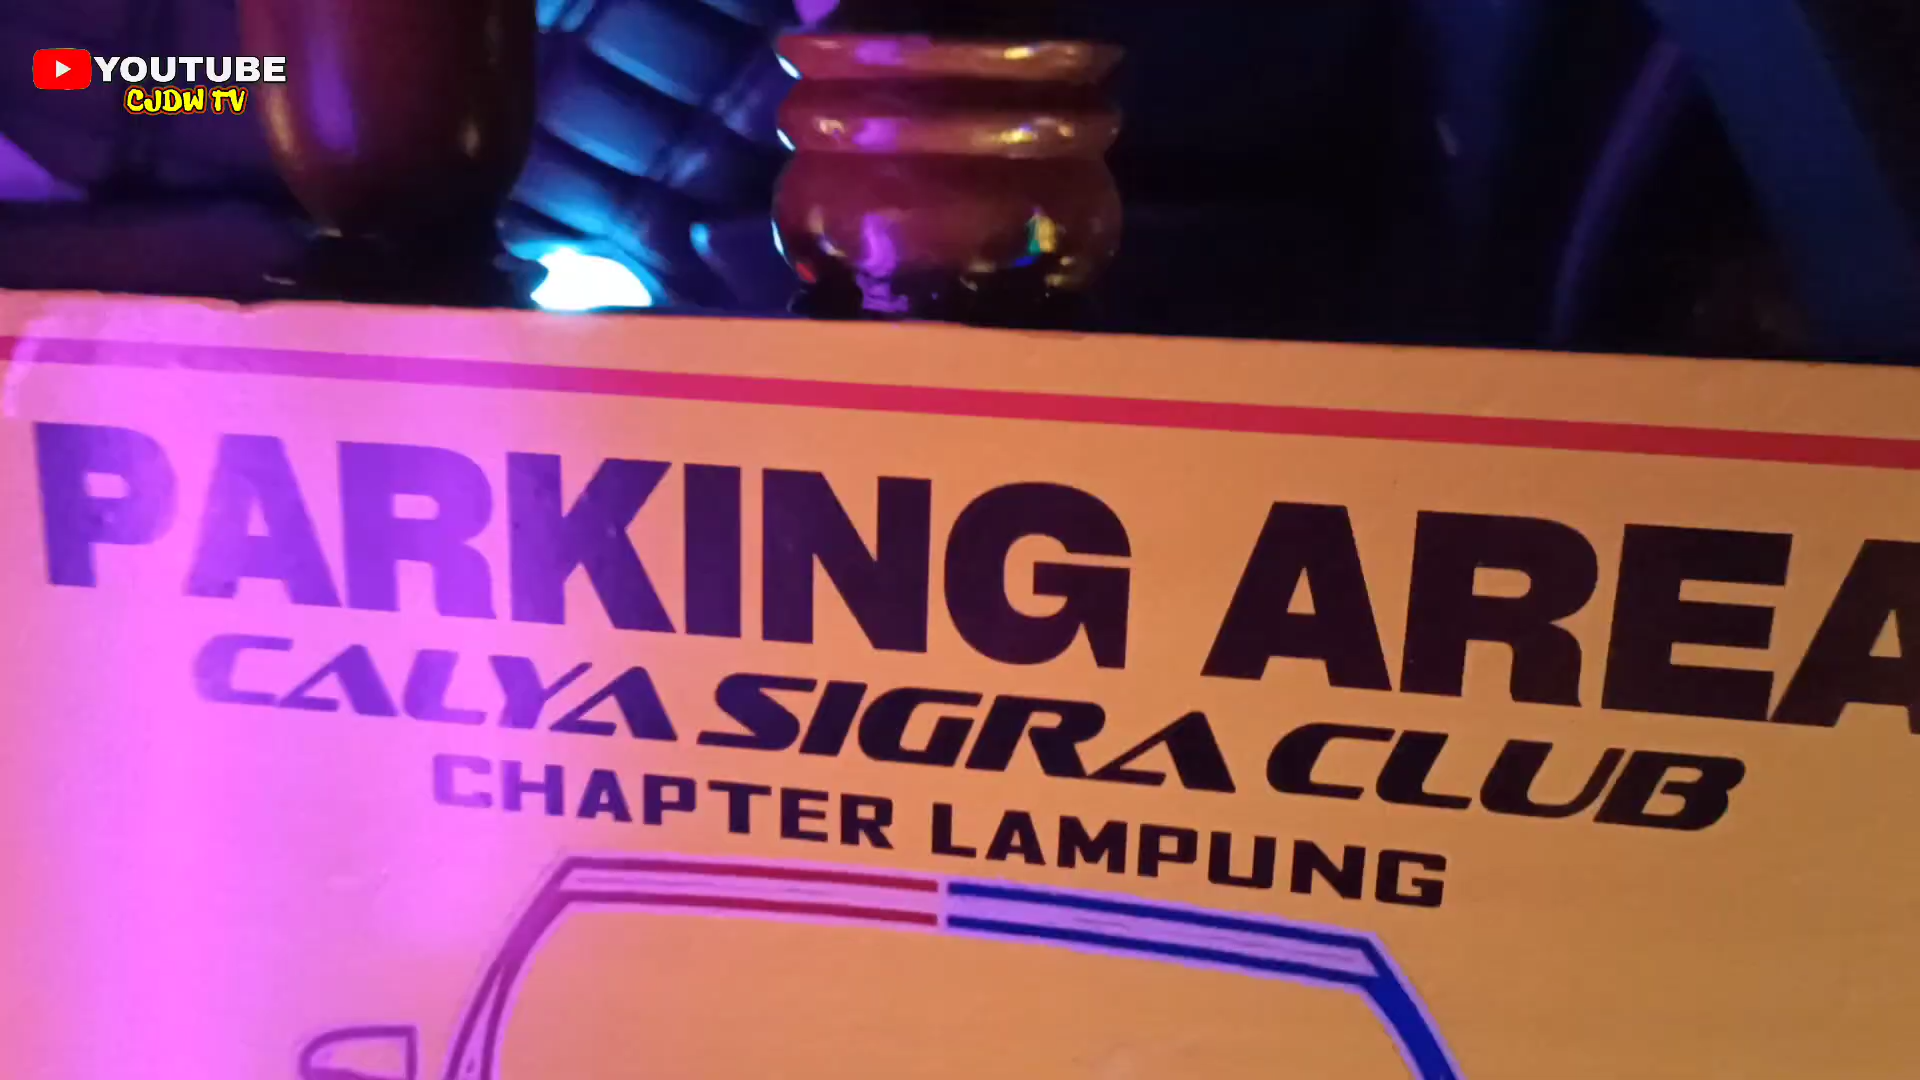 YOUTUBE
CJDW TV
PARKING AREA
CALYA SIGRA CLUB
CHAPTER LAMPUNG